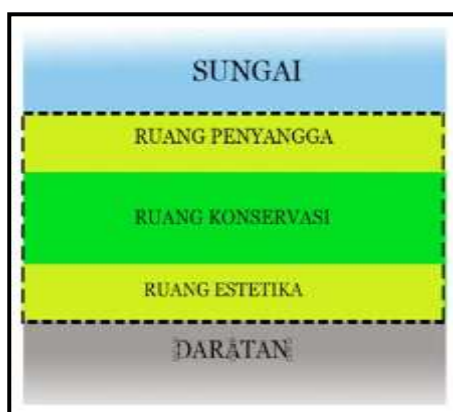 SUNGAI
RUANG PENYANGGA
RUANG KONSERVASI
RUANG ESTETIKA
DARATAN